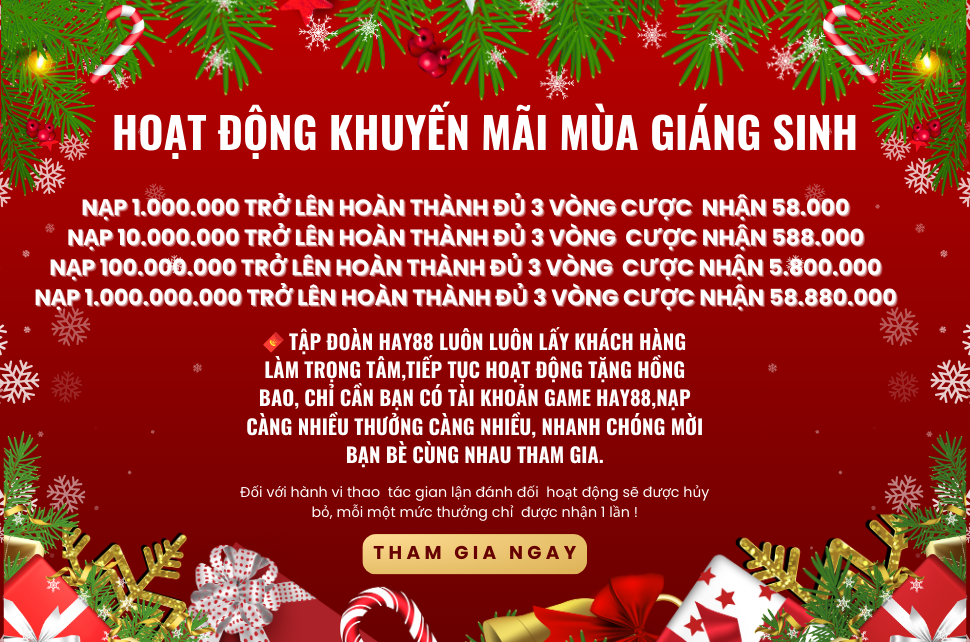 HOẠT ĐỘNG KHUYẾN MÃI MÙA GIÁNG SINH
NẠP 1.000.000 TRỞ LÊN HOÀN THÀNH ĐỦ 3 VÒNG CƯỢC NHẬN 58.000
NẠP 10.000.000 TRỞ LÊN HOÀN THÀNH ĐỦ 3 VÒNG CƯỢC NHẬN 588.000
NẠP 100.000.000 TRỞ LÊN HOÀN THÀNH ĐỦ 3 VÒNG CƯỢC NHẬN 5.800.000
NẠP 1.000.000.000 TRỞ LÊN HOÀN THÀNH ĐỦ 3 VÒNG CƯỢC NHẬN 58.880.000
TẬP ĐOÀN HAY88 LUÔN LUÔN LẤY KHÁCH HÀNG
LÀM TRỌNG TÂM,TIẾP TỤC HOẠT ĐỘNG TẶNG HỒNG
BAO, CHỈ CẦN BẠN CÓ TÀI KHOẢN GAME HAY88,NẠP
CÀNG NHIỀU THƯỞNG CÀNG NHIỀU, NHANH CHÓNG MỜI
BẠN BÈ CÙNG NHAU THAM GIA.
Đối với hành vi thao tác gian lận đánh đối hoạt động sẽ được hủy
bỏ, mỗi một mức thưởng chỉ được nhận 1 lần !
THAM GIA NGAY